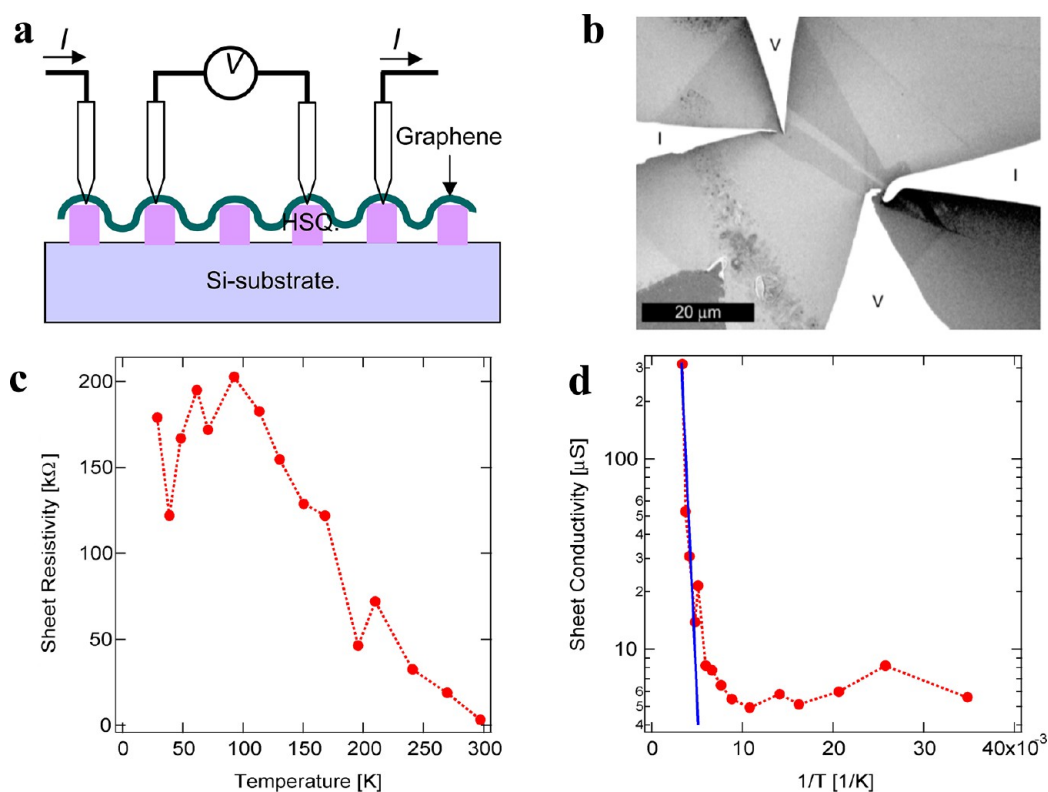 a
I
V
I
Graphene
HSQ.
Si-substrate.
b
V
I
I
V
20 µm
c
Sheet Resistivity [kΩ]
200
150
100
50
0
0 50 100 150 200 250 300
Temperature [K]
d
Sheet Conductivity [µS]
3
2
100
6
5
4
3
2
10
6
5
4
0 10 20 30 40x10⁻³
1/T [1/K]